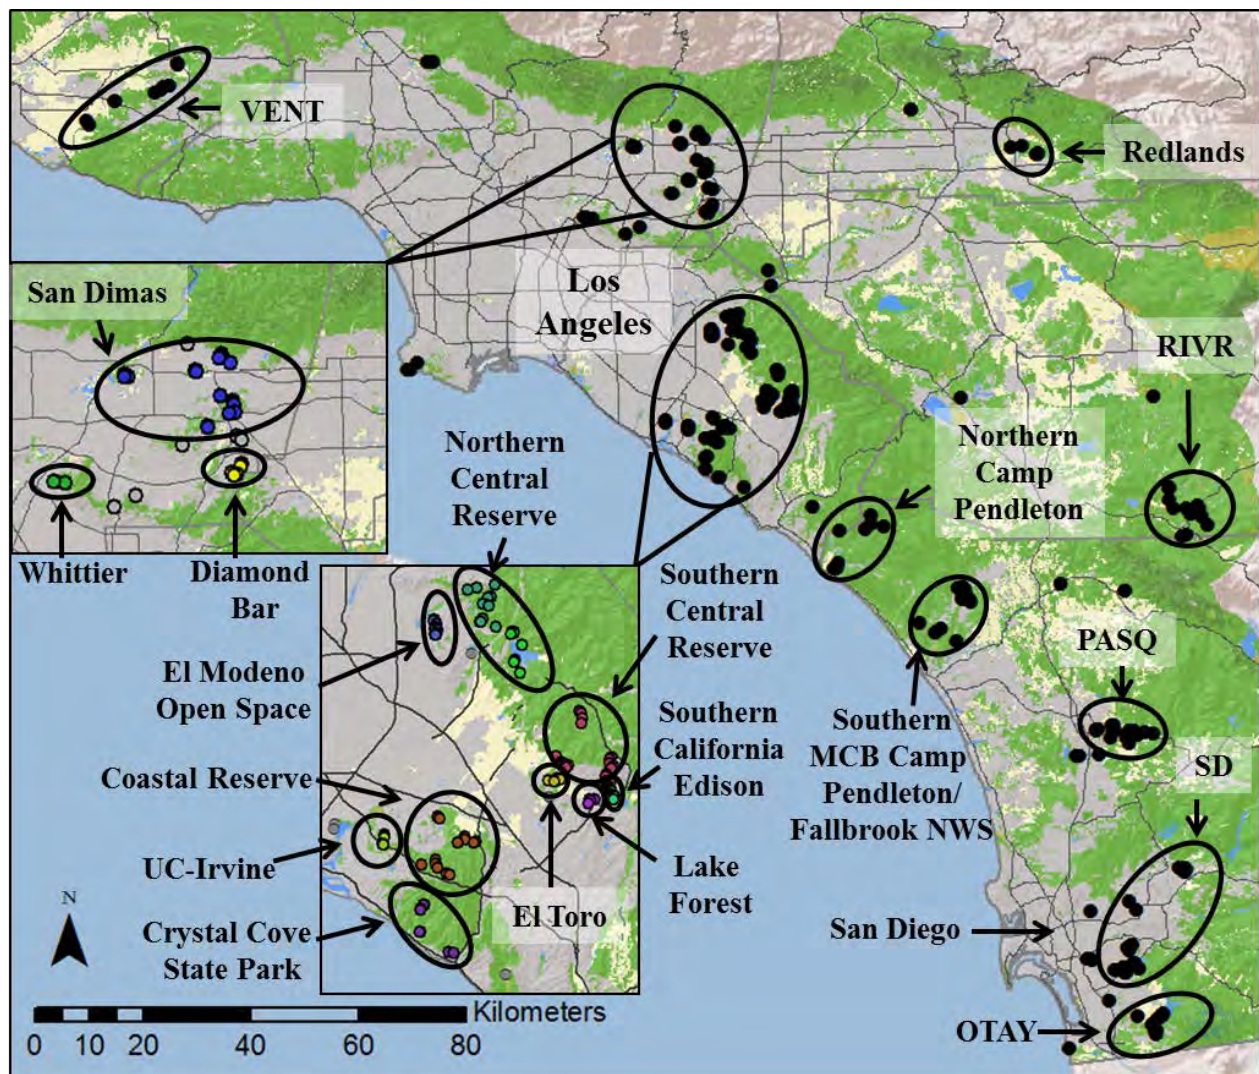 VENT
Redlands
Los
Angeles
San Dimas
RIVR
Northern
Central
Reserve
Northern
Camp
Pendleton
Whittier
Diamond
Bar
Southern
Central
Reserve
PASQ
El Modeno
Open Space
Southern
California
Edison
Southern
MCB Camp
Pendleton/
Fallbrook NWS
SD
Coastal Reserve
UC-Irvine
El Toro
Lake
Forest
San Diego
Crystal Cove
State Park
N
Kilometers
0 10 20 40 60 80
OTAY